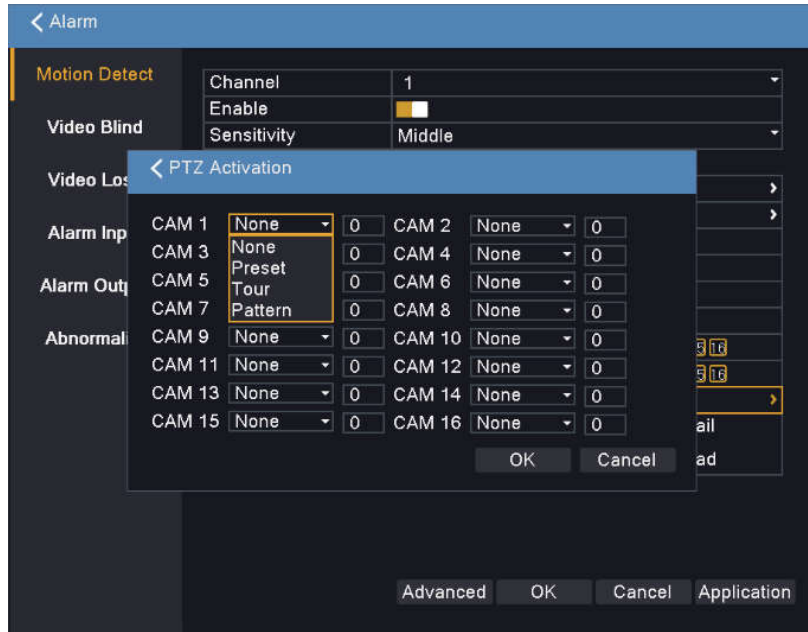 Alarm
Motion Detect
Channel 1
Enable
Video Blind
Sensitivity Middle
Video Los
PTZ Activation
CAM 1 None 0 CAM 2 None 0
Alarm Inp
None
CAM 3 0 CAM 4 None 0
Preset
Alarm Outp
CAM 5 0 CAM 6 None 0
Tour
CAM 7 Pattern 0 CAM 8 None 0
Abnormali
CAM 9 None 0 CAM 10 None 0
16
CAM 11 None 0 CAM 12 None 0
16
CAM 13 None 0 CAM 14 None 0
CAM 15 None 0 CAM 16 None 0
ail
OK Cancel
ad
Advanced OK Cancel Application